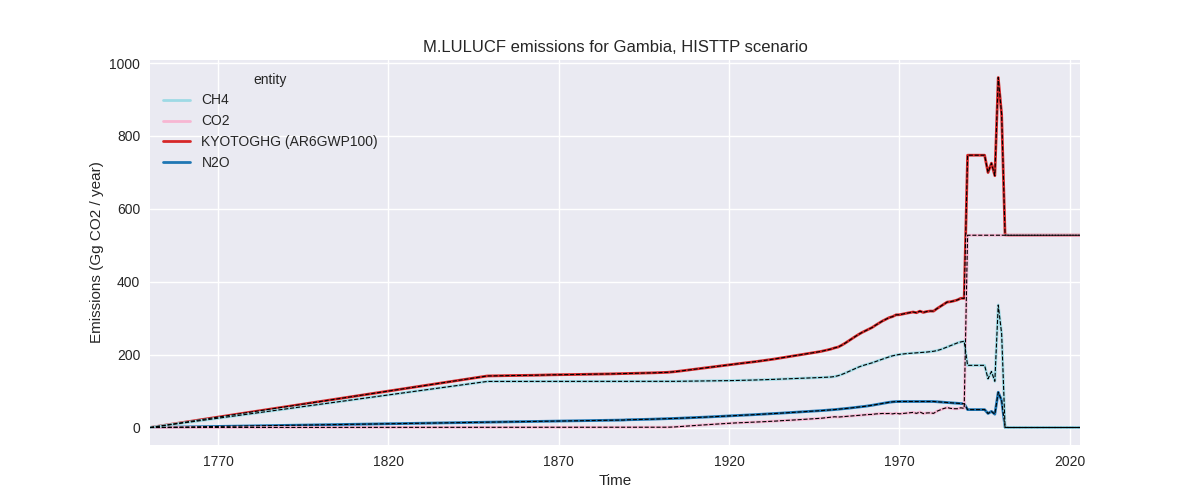 M.LULUCF emissions for Gambia, HISTTP scenario
Emissions (Gg CO2 / year)
1000
800
600
400
200
0
entity
CH4
CO2
KYOTOGHG (AR6GWP100)
N2O
1770
1820
1870
1920
1970
2020
Time